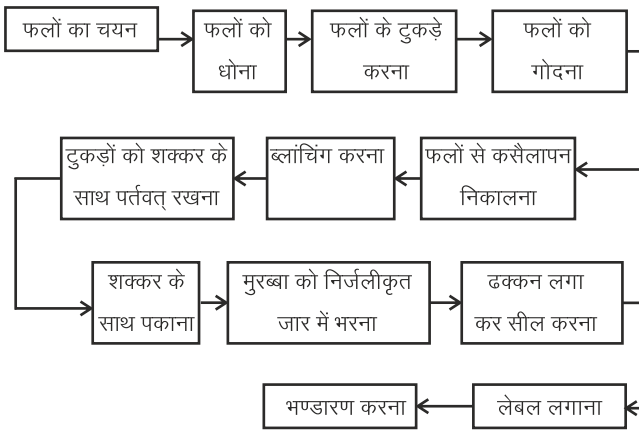 फलों का चयन
फलों को
धोना
फलों के टुकड़े
करना
फलों को
गोदना
फलों से कसैलापन
निकालना
ब्लांचिंग करना
टुकड़ों को शक्कर के
साथ पर्तवत् रखना
शक्कर के
साथ पकाना
मुरब्बा को निर्जलीकृत
जार में भरना
ढक्कन लगा
कर सील करना
लेबल लगाना
भण्डारण करना